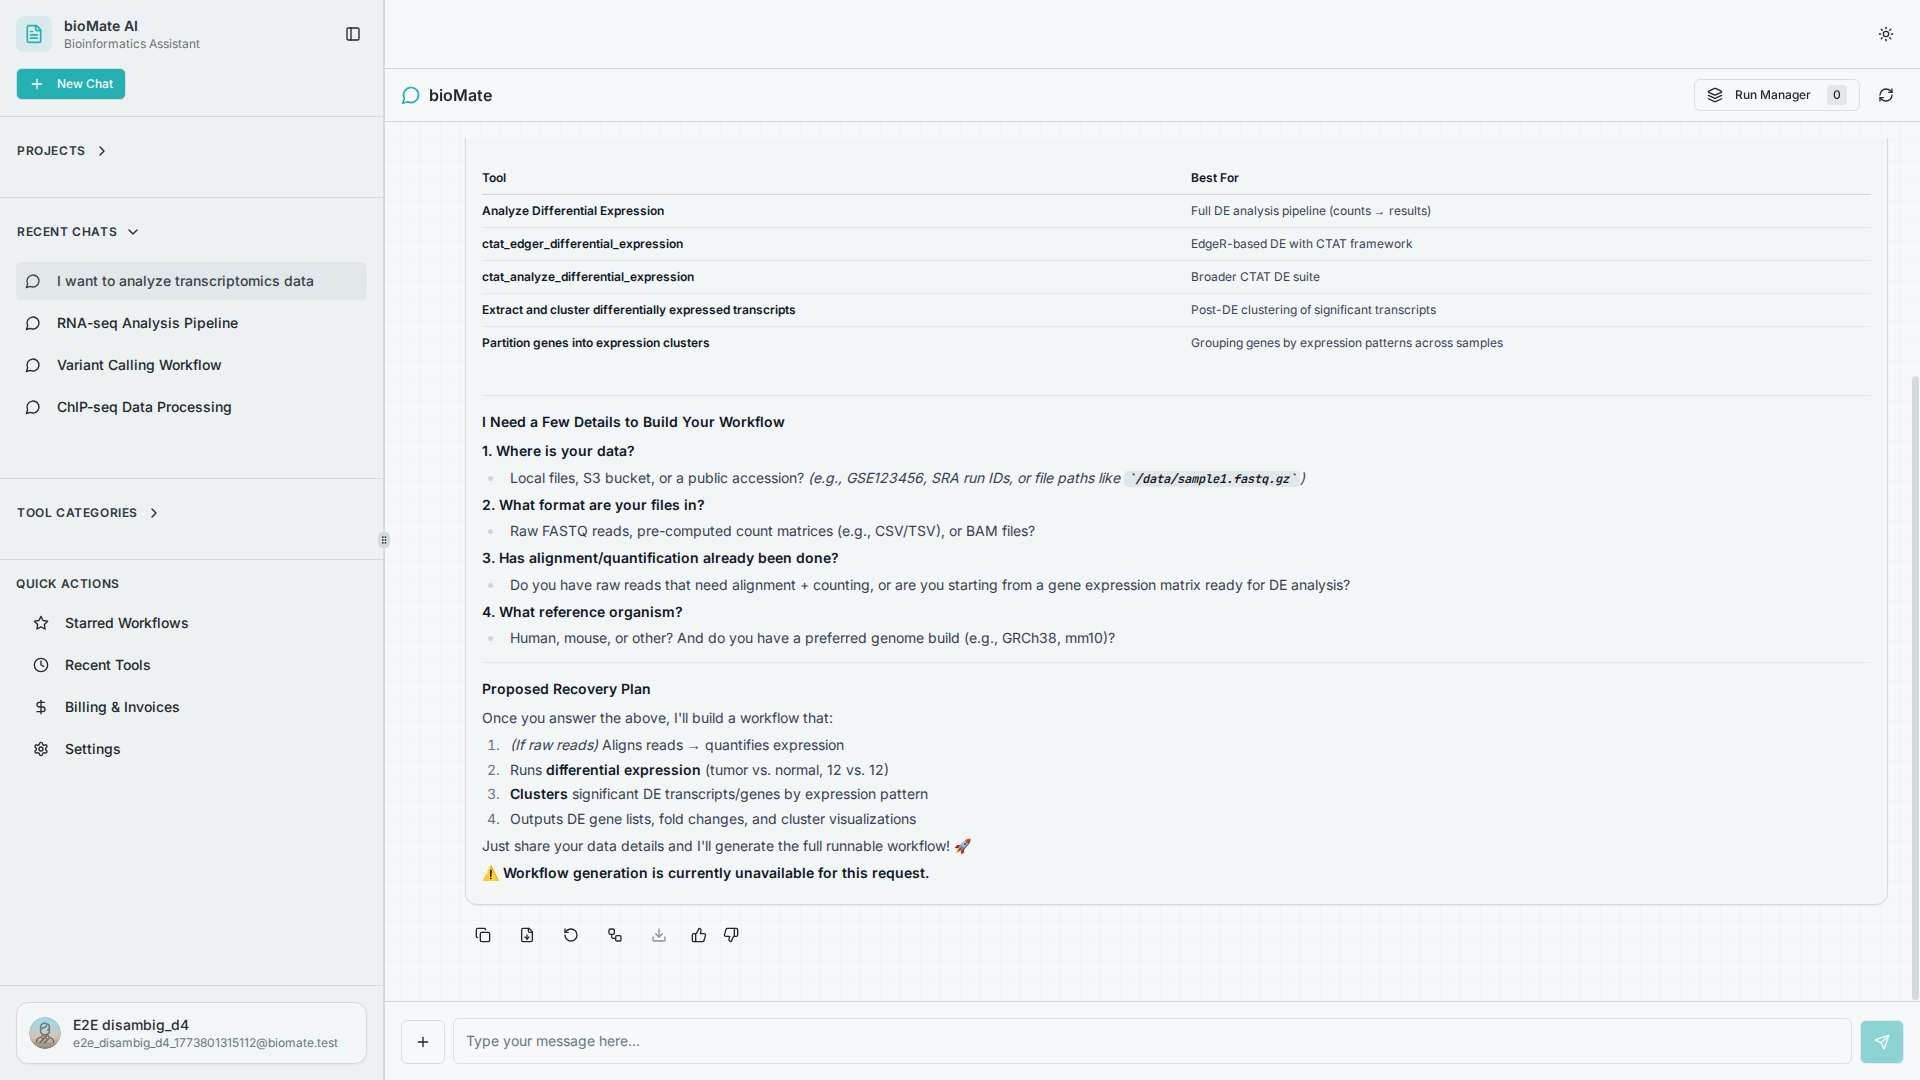 bioMate AI
Bioinformatics Assistant
New Chat
PROJECTS
RECENT CHATS
I want to analyze transcriptomics data
RNA-seq Analysis Pipeline
Variant Calling Workflow
ChIP-seq Data Processing
TOOL CATEGORIES
QUICK ACTIONS
Starred Workflows
Recent Tools
Billing & Invoices
Settings
E2E disambig_d4
e2e_disambig_d4_1773801315112@biomate.test
bioMate
Run Manager 0
Tool Best For
Analyze Differential Expression Full DE analysis pipeline (counts → results)
ctat_edger_differential_expression EdgeR-based DE with CTAT framework
ctat_analyze_differential_expression Broader CTAT DE suite
Extract and cluster differentially expressed transcripts Post-DE clustering of significant transcripts
Partition genes into expression clusters Grouping genes by expression patterns across samples
I Need a Few Details to Build Your Workflow
1. Where is your data?
Local files, S3 bucket, or a public accession? (e.g., GSE123456, SRA run IDs, or file paths like `/data/sample1.fastq.gz`)
2. What format are your files in?
Raw FASTQ reads, pre-computed count matrices (e.g., CSV/TSV), or BAM files?
3. Has alignment/quantification already been done?
Do you have raw reads that need alignment + counting, or are you starting from a gene expression matrix ready for DE analysis?
4. What reference organism?
Human, mouse, or other? And do you have a preferred genome build (e.g., GRCh38, mm10)?
Proposed Recovery Plan
Once you answer the above, I'll build a workflow that:
1. (If raw reads) Aligns reads → quantifies expression
2. Runs differential expression (tumor vs. normal, 12 vs. 12)
3. Clusters significant DE transcripts/genes by expression pattern
4. Outputs DE gene lists, fold changes, and cluster visualizations
Just share your data details and I'll generate the full runnable workflow! 🚀
⚠️ Workflow generation is currently unavailable for this request.
Type your message here...